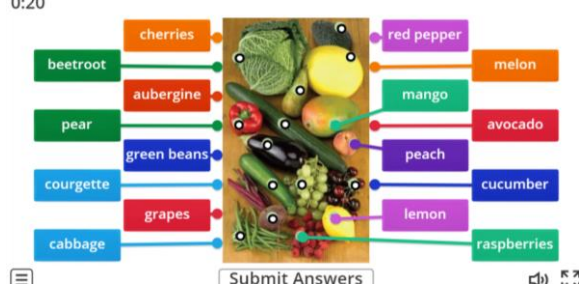 0:20
cherries
red pepper
beetroot
melon
aubergine
mango
pear
avocado
green beans
peach
courgette
cucumber
grapes
lemon
cabbage
raspberries
Submit Answers